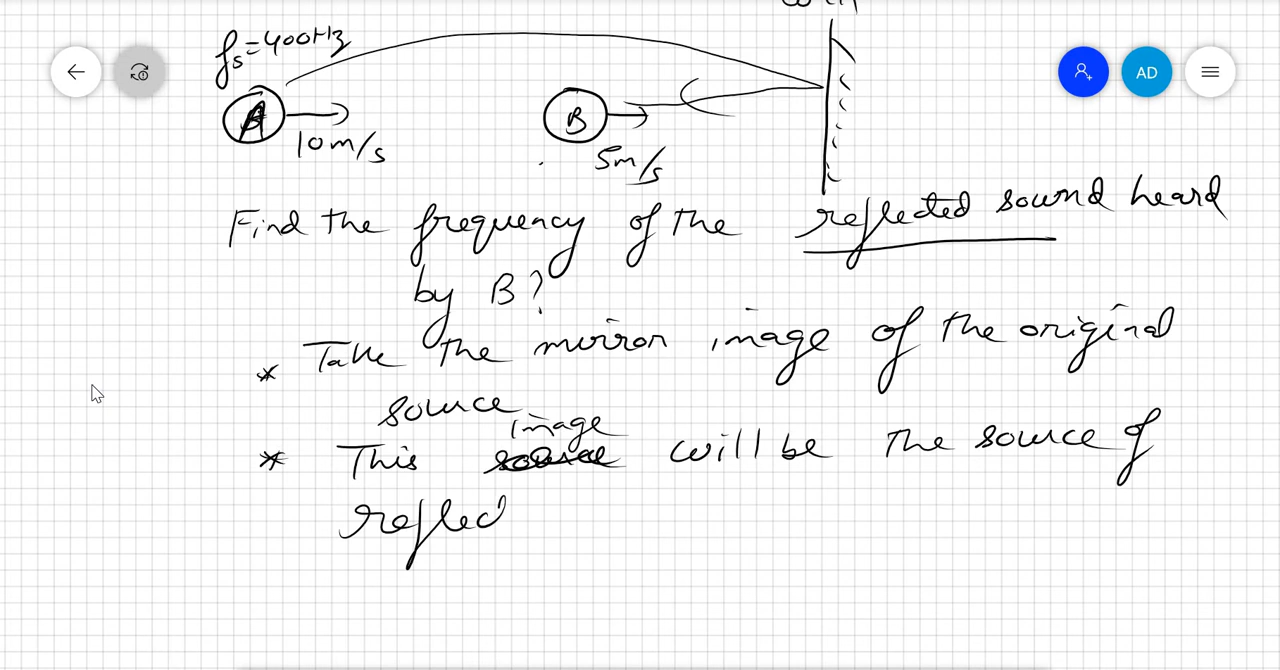 fs=400Hz
A
10m/s
B
5m/s
AD
Find the frequency of the reflected sound heard
by B?
* Take the mirror image of the original
source
image
* This source will be the source of
reflec